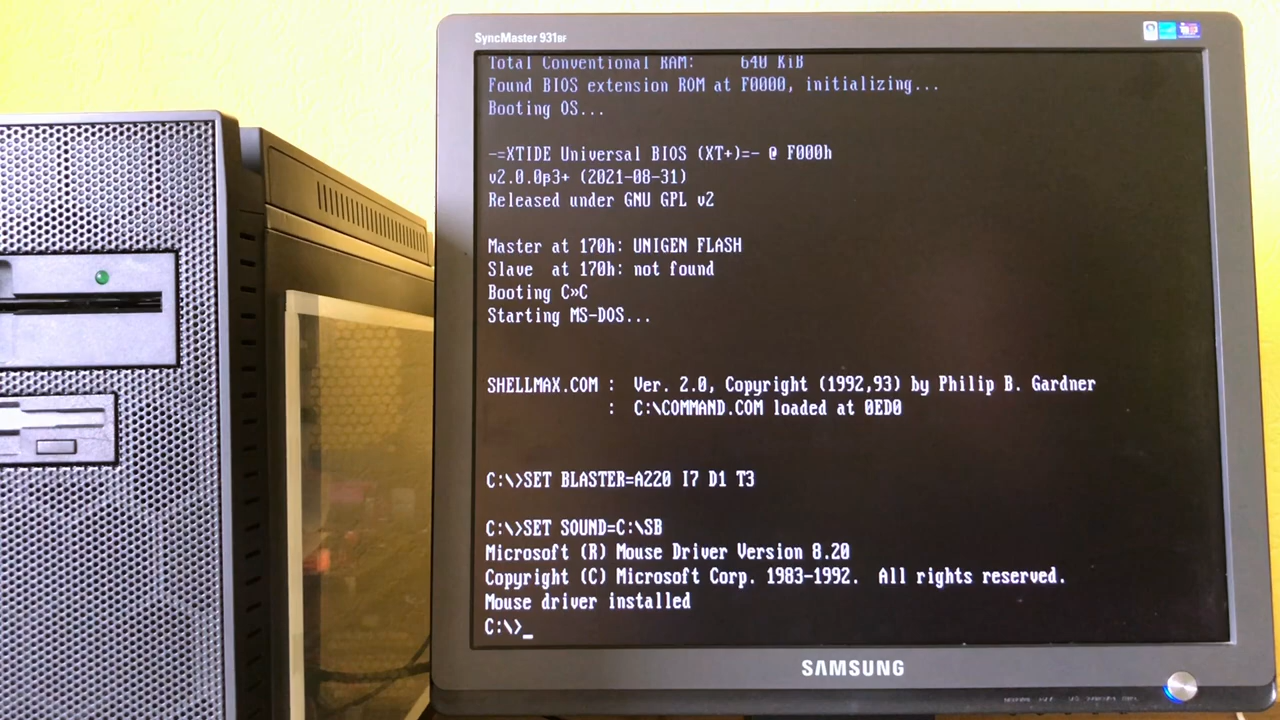 SyncMaster 931BF
Total Conventional RAM: 640 KiB
Found BIOS extension ROM at F0000, initializing...
Booting OS...
-=XTIDE Universal BIOS (XT+)=- @ F000h
v2.0.0β3+ (2021-08-31)
Released under GNU GPL v2
Master at 170h: UNIGEN FLASH
Slave at 170h: not found
Booting C»C
Starting MS-DOS...
SHELLMAX.COM : Ver. 2.0, Copyright (1992,93) by Philip B. Gardner
: C:\COMMAND.COM loaded at 0ED0
C:\>SET BLASTER=A220 I7 D1 T3
C:\>SET SOUND=C:\SB
Microsoft (R) Mouse Driver Version 8.20
Copyright (C) Microsoft Corp. 1983-1992. All rights reserved.
Mouse driver installed
C:\>_
SAMSUNG